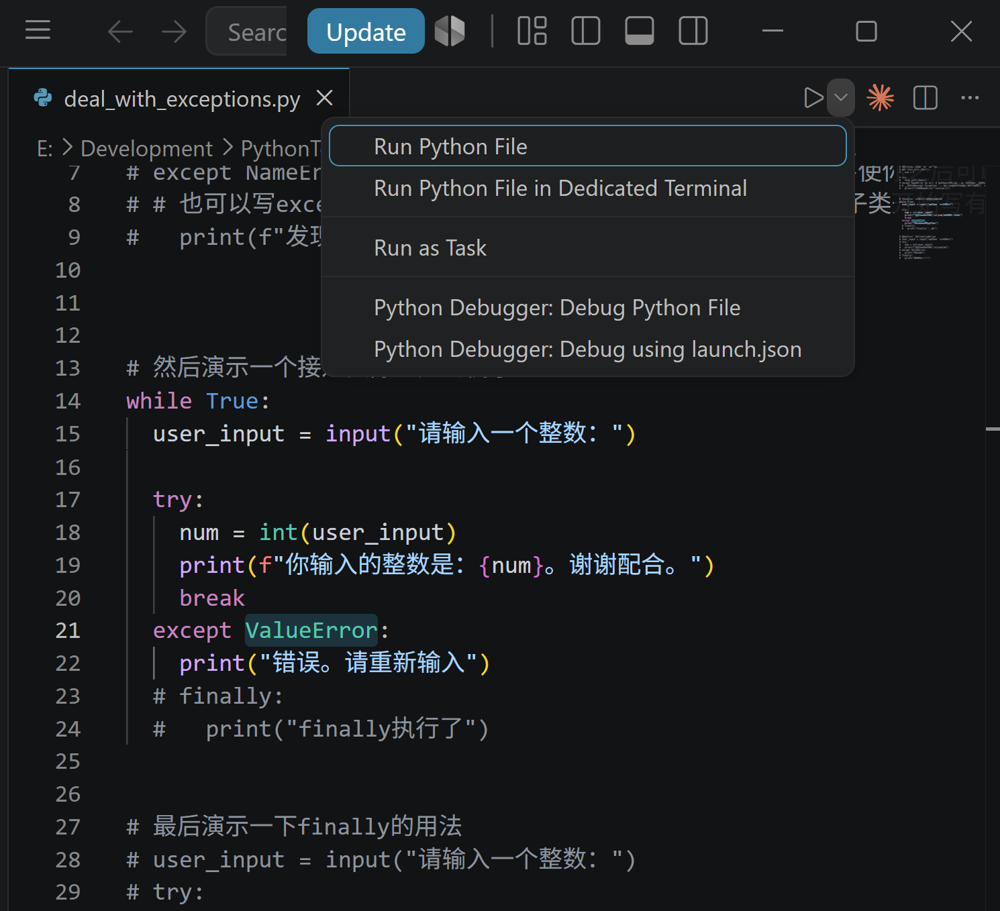 Searc
Update
deal_with_exceptions.py
E: > Development > PythonT
Run Python File
Run Python File in Dedicated Terminal
Run as Task
Python Debugger: Debug Python File
Python Debugger: Debug using launch.json
7 # except NameEr
8 # # 也可以写exce 子类开始写有
9 #   print(f"发现
10
11
12
13 # 然后演示一个接
14 while True:
15   user_input = input("请输入一个整数：")
16
17   try:
18     num = int(user_input)
19     print(f"你输入的整数是：{num}。谢谢配合。")
20     break
21   except ValueError:
22     print("错误。请重新输入")
23   # finally:
24   #   print("finally执行了")
25
26
27 # 最后演示一下finally的用法
28 # user_input = input("请输入一个整数：")
29 # try: